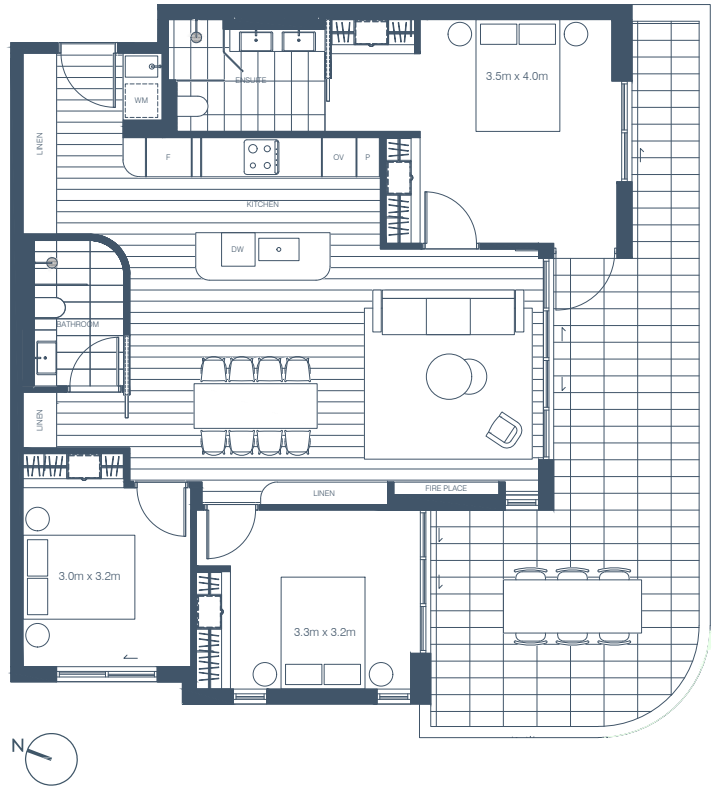 ENSUITE
3.5m x 4.0m
WM
LINEN
F
OV
P
KITCHEN
DW
BATHROOM
LINEN
LINEN
FIRE PLACE
3.0m x 3.2m
3.3m x 3.2m
N